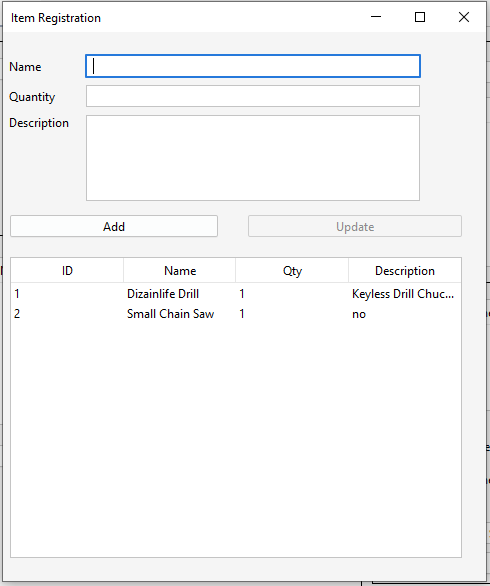 Item Registration
Name
Quantity
Description
Add Update
ID Name Qty Description
1 Dizainlife Drill 1 Keyless Drill Chuc...
2 Small Chain Saw 1 no